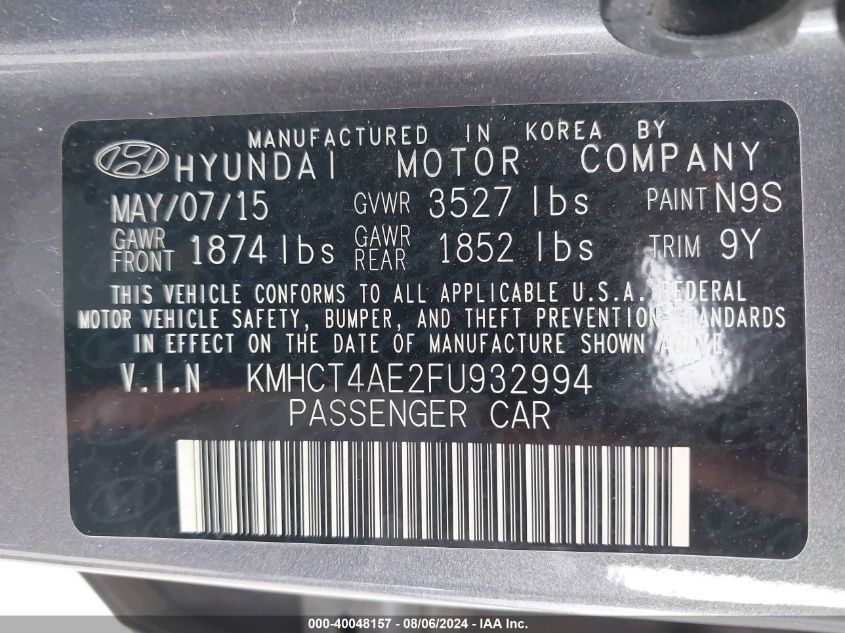 MANUFACTURED IN KOREA BY
HYUNDAI MOTOR COMPANY
MAY/07/15 GVWR 3527 lbs PAINT N9S
GAWR FRONT 1874 lbs GAWR REAR 1852 lbs TRIM 9Y
THIS VEHICLE CONFORMS TO ALL APPLICABLE U.S.A. FEDERAL
MOTOR VEHICLE SAFETY, BUMPER, AND THEFT PREVENTION STANDARDS
IN EFFECT ON THE DATE OF MANUFACTURE SHOWN ABOVE
V.I.N KMHCT4AE2FU932994
PASSENGER CAR
000-40048157 - 08/06/2024 - IAA Inc.